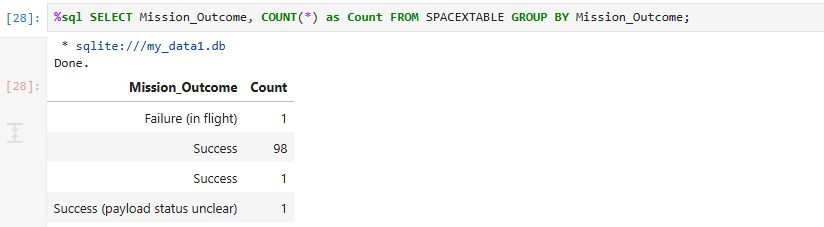 [28]: %sql SELECT Mission_Outcome, COUNT(*) as Count FROM SPACEXTABLE GROUP BY Mission_Outcome;
* sqlite:///my_data1.db
Done.
[28]: Mission_Outcome Count
Failure (in flight) 1
Success 98
Success 1
Success (payload status unclear) 1